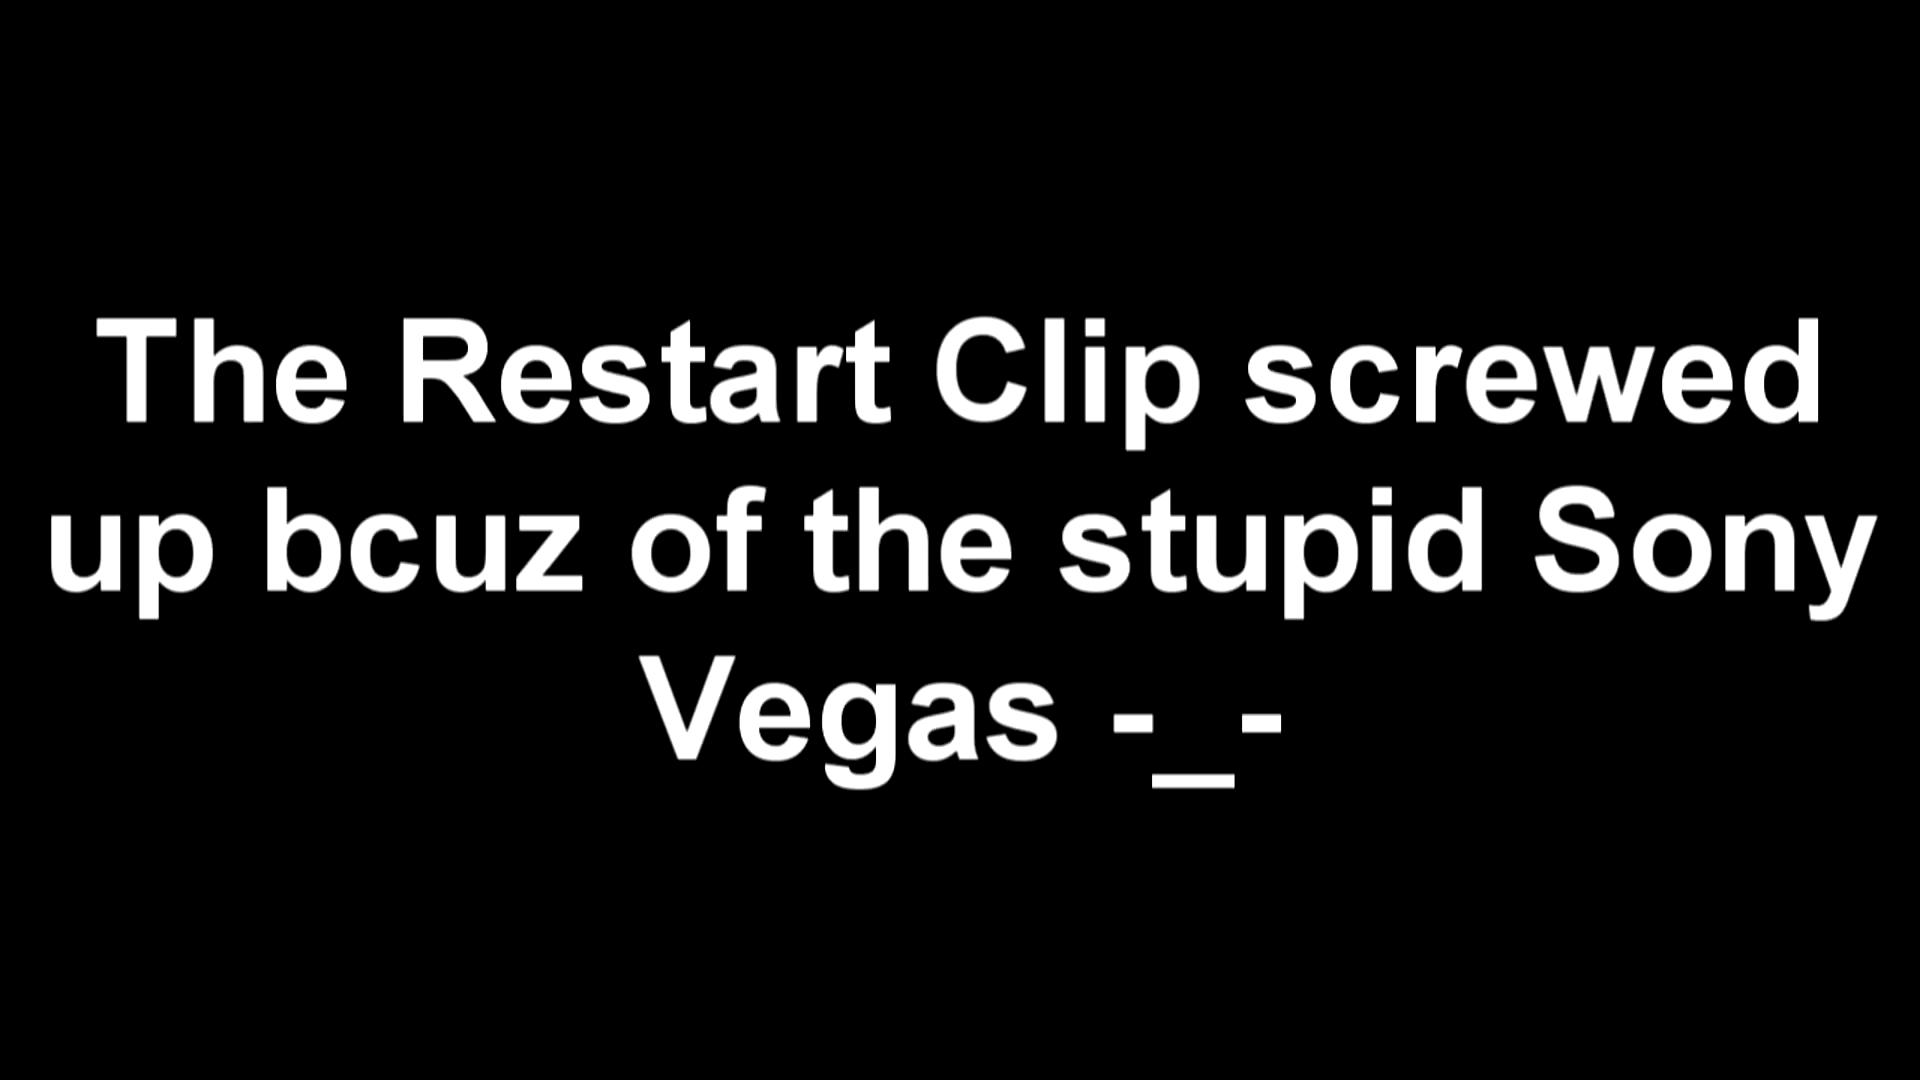 The Restart Clip screwed
up bcuz of the stupid Sony
Vegas -_-